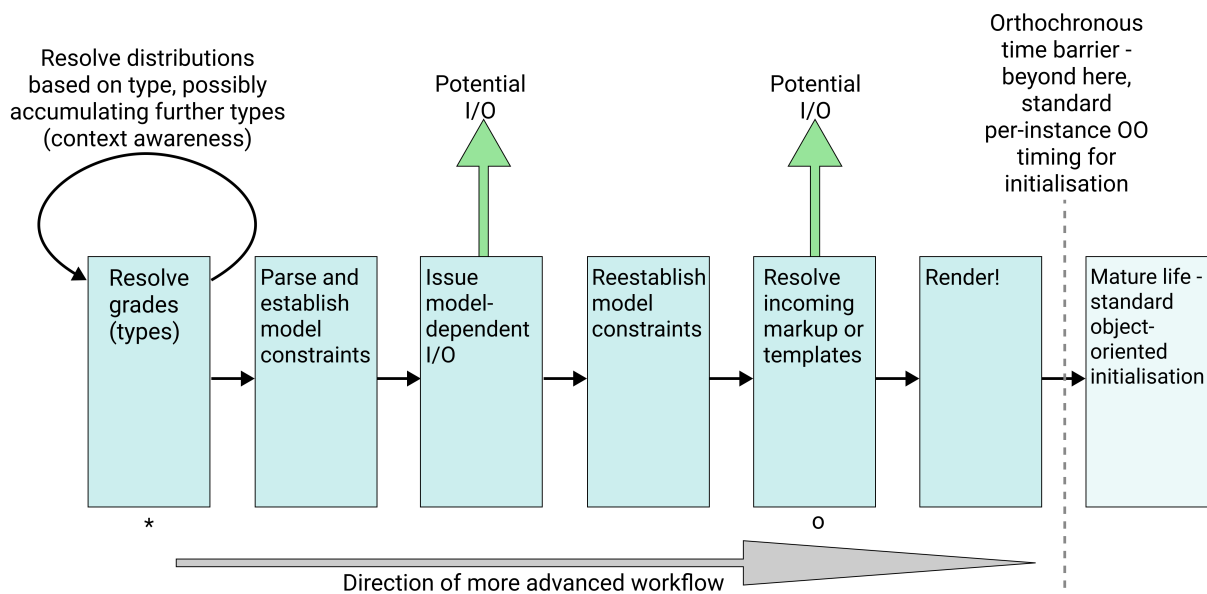 Resolve distributions
based on type, possibly
accumulating further types
(context awareness)
Potential
I/O
Potential
I/O
Orthochronous
time barrier -
beyond here,
standard
per-instance OO
timing for
initialisation
Resolve
grades
(types)
Parse and
establish
model
constraints
Issue
model-
dependent
I/O
Reestablish
model
constraints
Resolve
incoming
markup or
templates
Render!
Mature life -
standard
object-
oriented
initialisation
*
o
Direction of more advanced workflow